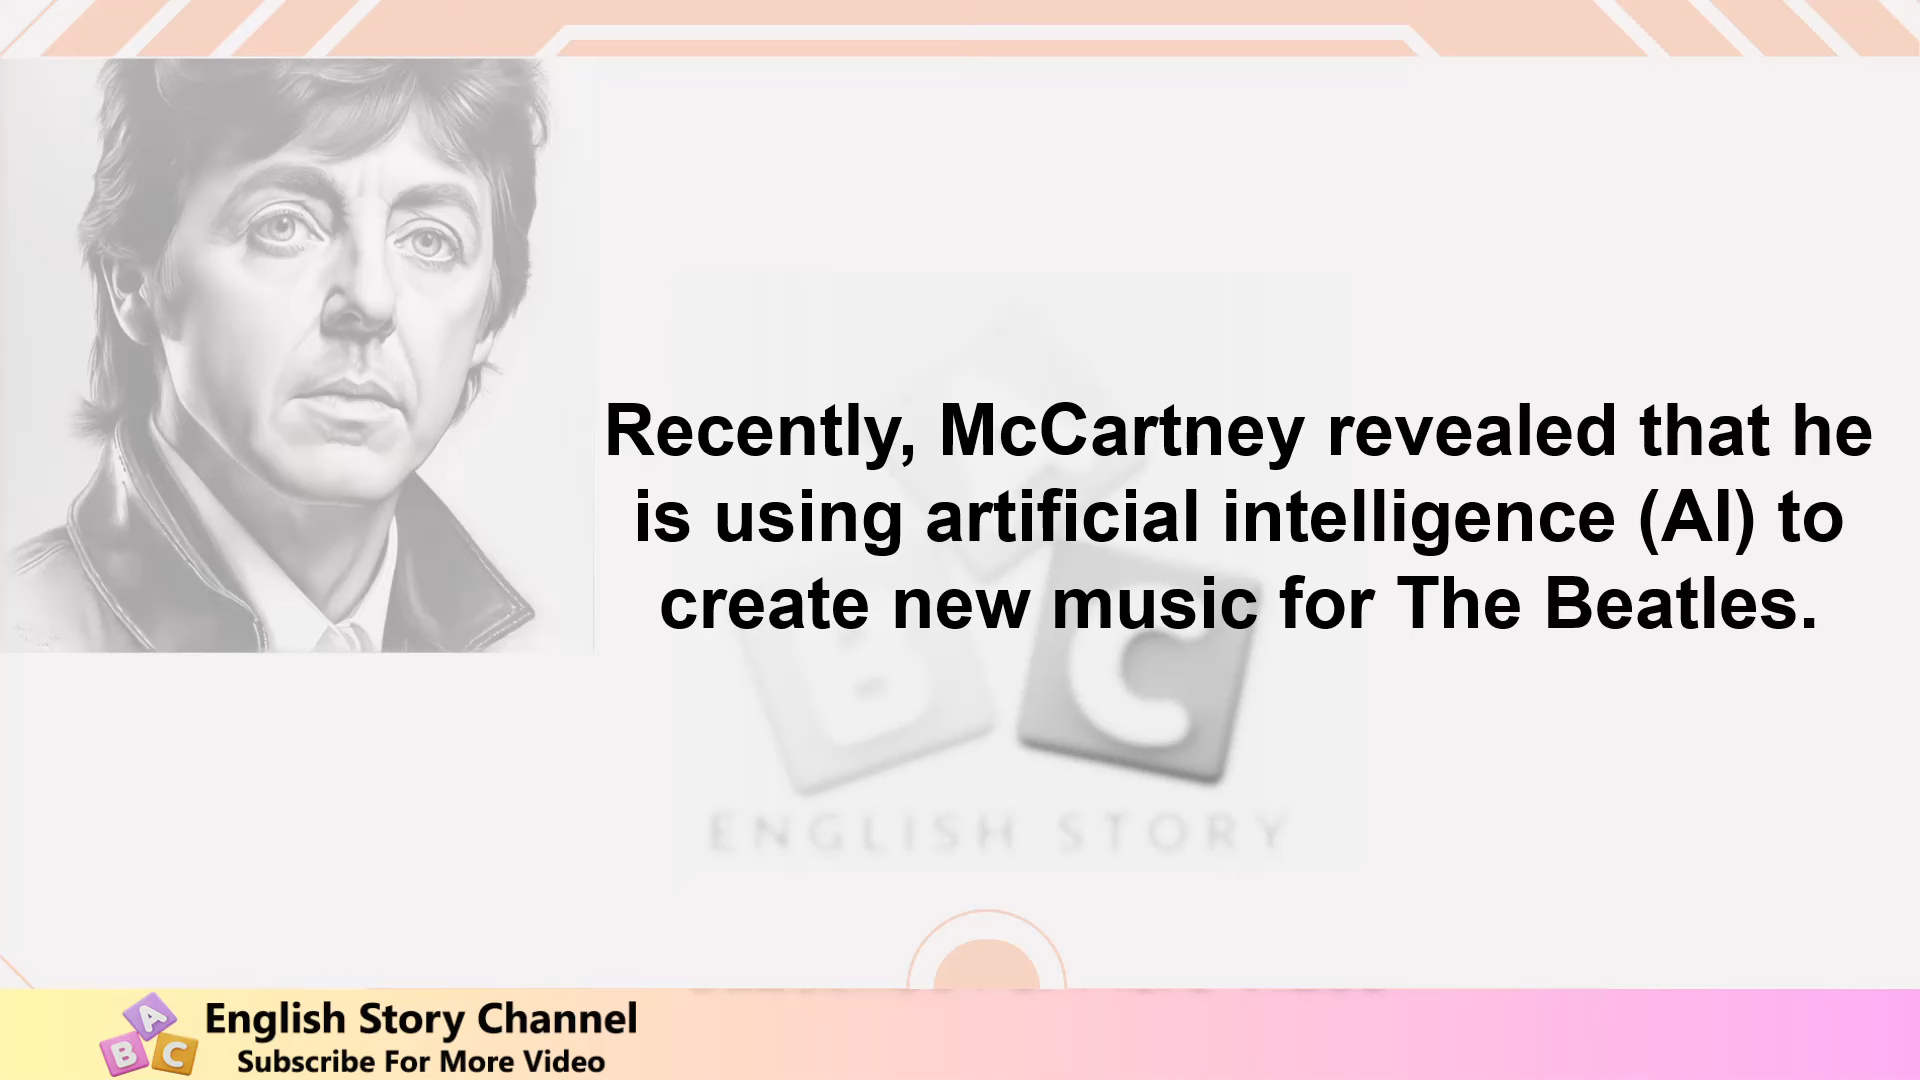 Recently, McCartney revealed that he
is using artificial intelligence (AI) to
create new music for The Beatles.
B C
ENGLISH STORY
A
B C
English Story Channel
Subscribe For More Video